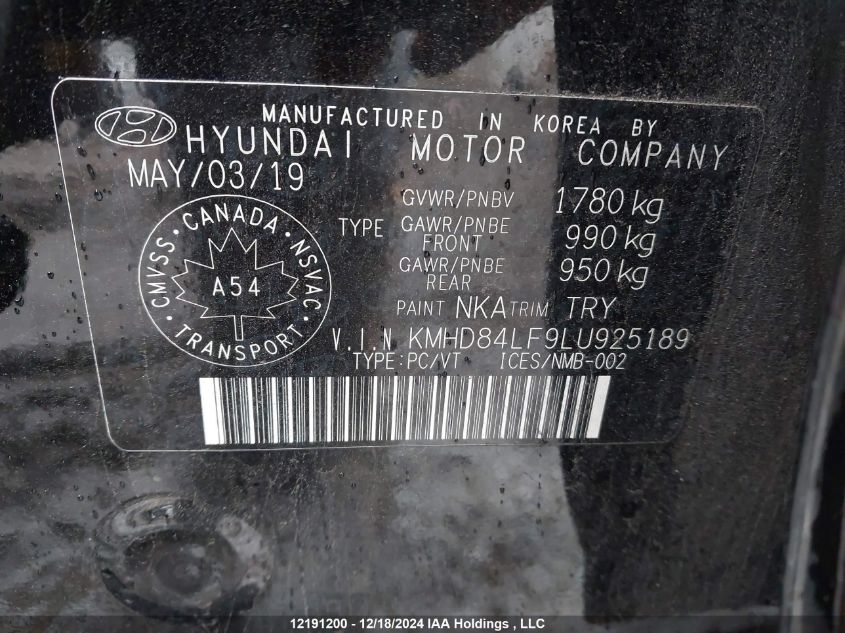 MANUFACTURED IN KOREA BY
HYUNDAI MOTOR COMPANY
MAY/03/19
GVWR/PNBV 1780 kg
TYPE GAWR/PNBE FRONT 990 kg
GAWR/PNBE REAR 950 kg
PAINT NKA TRIM TRY
CMVSS · CANADA · NSVAC
A54
TRANSPORT
V.I.N KMHD84LF9LU925189
TYPE:PC/VT ICES/NMB-002
12191200 - 12/18/2024 IAA Holdings , LLC